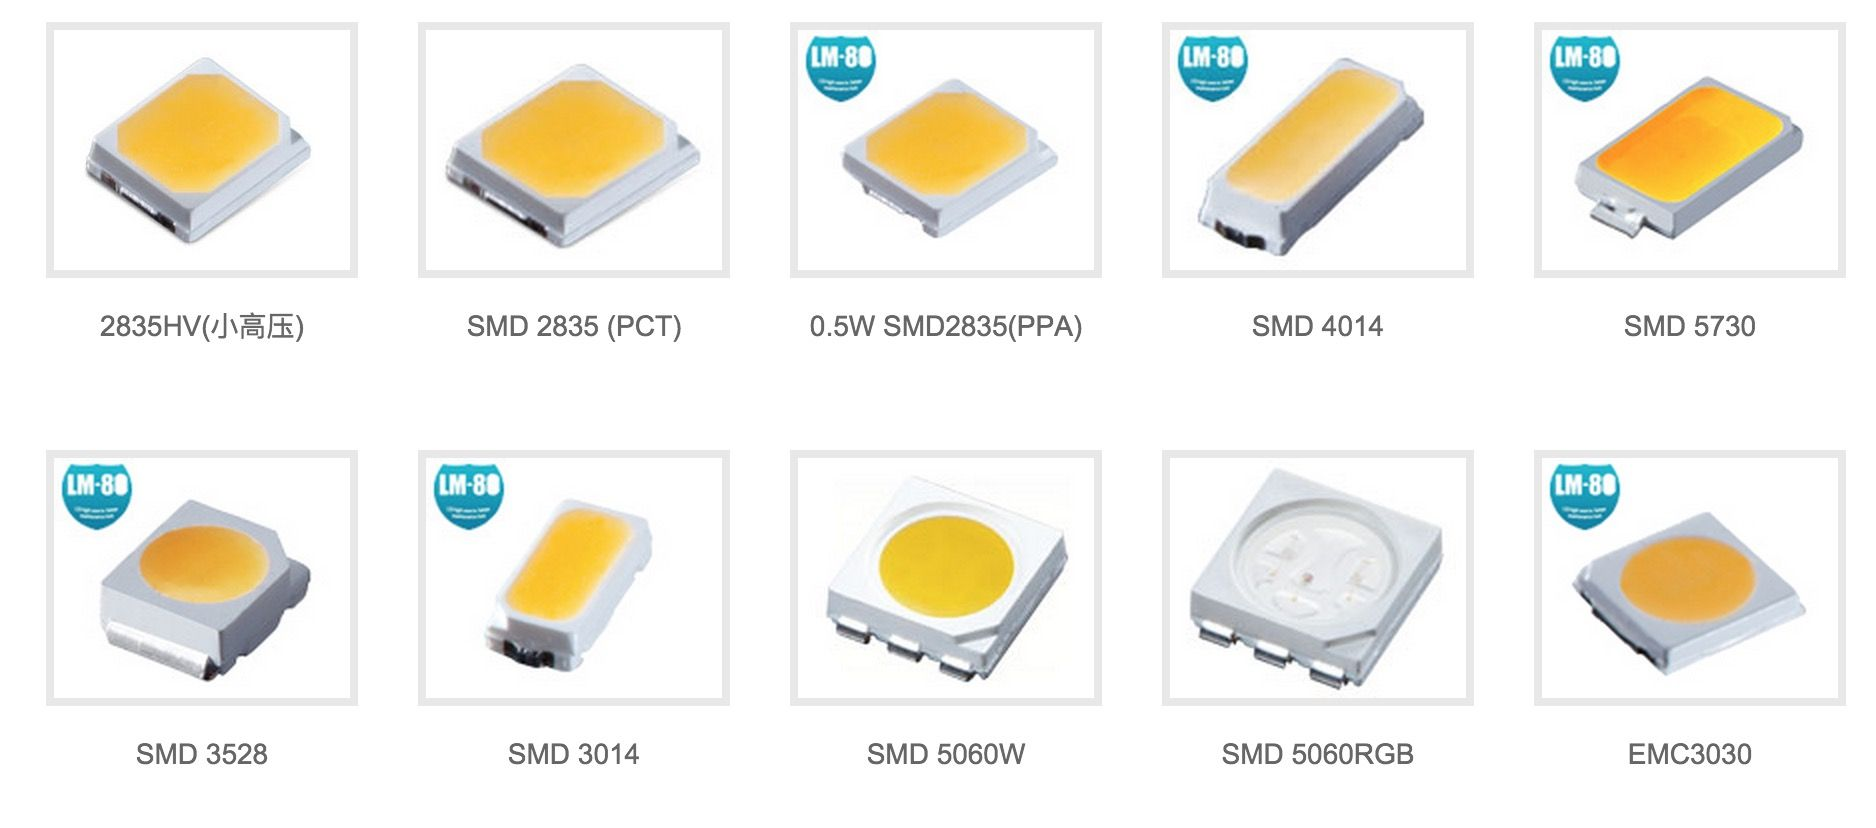 LM-80
LM-80
LM-80
2835HV(小高压)
SMD 2835 (PCT)
0.5W SMD2835(PPA)
SMD 4014
SMD 5730
LM-80
LM-80
LM-80
SMD 3528
SMD 3014
SMD 5060W
SMD 5060RGB
EMC3030